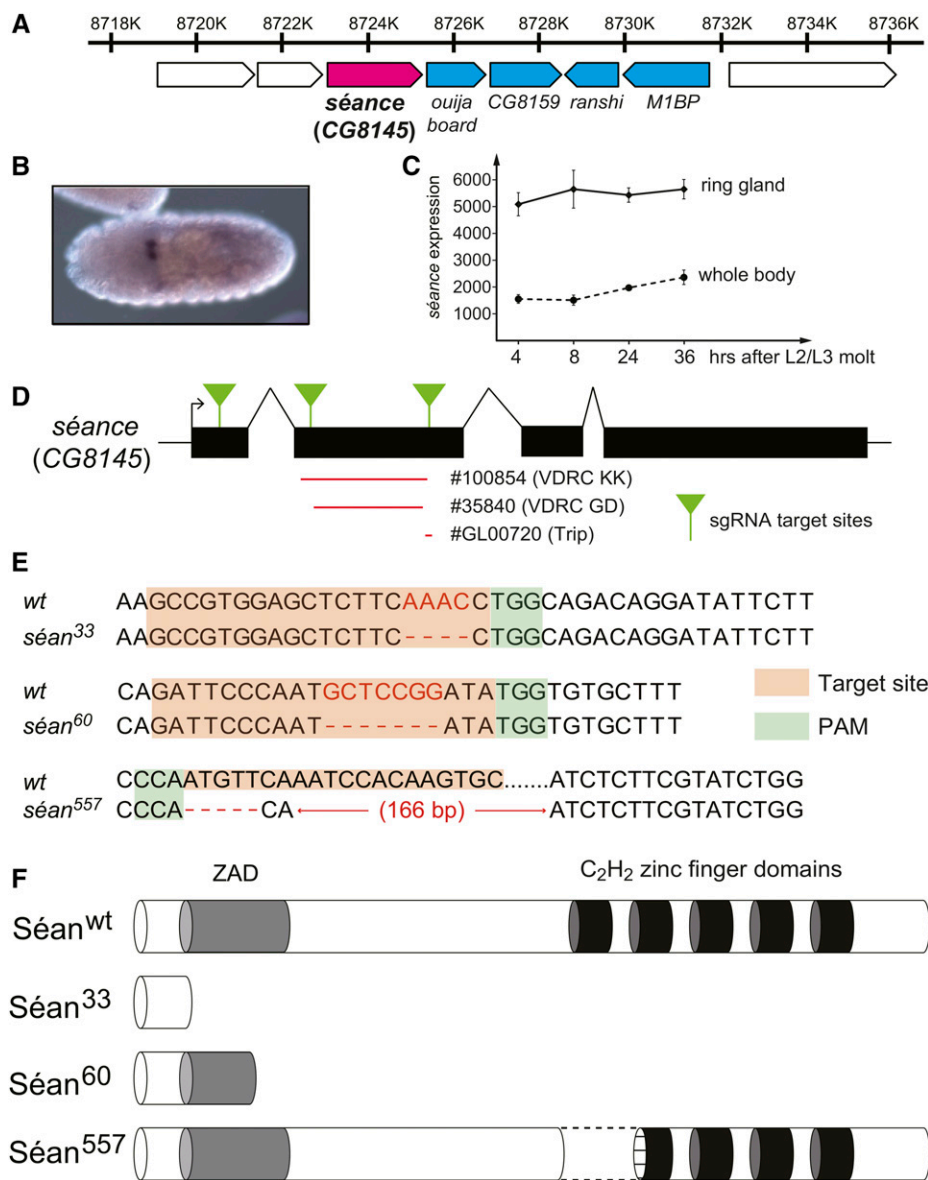 A
8718K 8720K 8722K 8724K 8726K 8728K 8730K 8732K 8734K 8736K
séance
(CG8145)
ouija
board
CG8159
ranshi
M1BP
B
C
séance expression
6000
5000
4000
3000
2000
1000
ring gland
whole body
4 8 24 36 hrs after L2/L3 molt
D
séance
(CG8145)
#100854 (VDRC KK)
#35840 (VDRC GD)
#GL00720 (Trip)
sgRNA target sites
E
wt AAGCCGTGGAGCTCTTCAAACCTGGCAGACAGGATATTCTT
séan33 AAGCCGTGGAGCTCTTC----CTGGCAGACAGGATATTCTT
wt CAGATTCCCAATGCTCCGGATATGGTGTGCTTT
séan60 CAGATTCCCAAT-------ATATGGTGTGCTTT
Target site
PAM
wt CCCAATGTTCAAATCCACAAGTGC.......ATCTCTTCGTATCTGG
séan557 CCCA-----CA (166 bp) ATCTCTTCGTATCTGG
F
ZAD
C2H2 zinc finger domains
Séanwt
Séan33
Séan60
Séan557